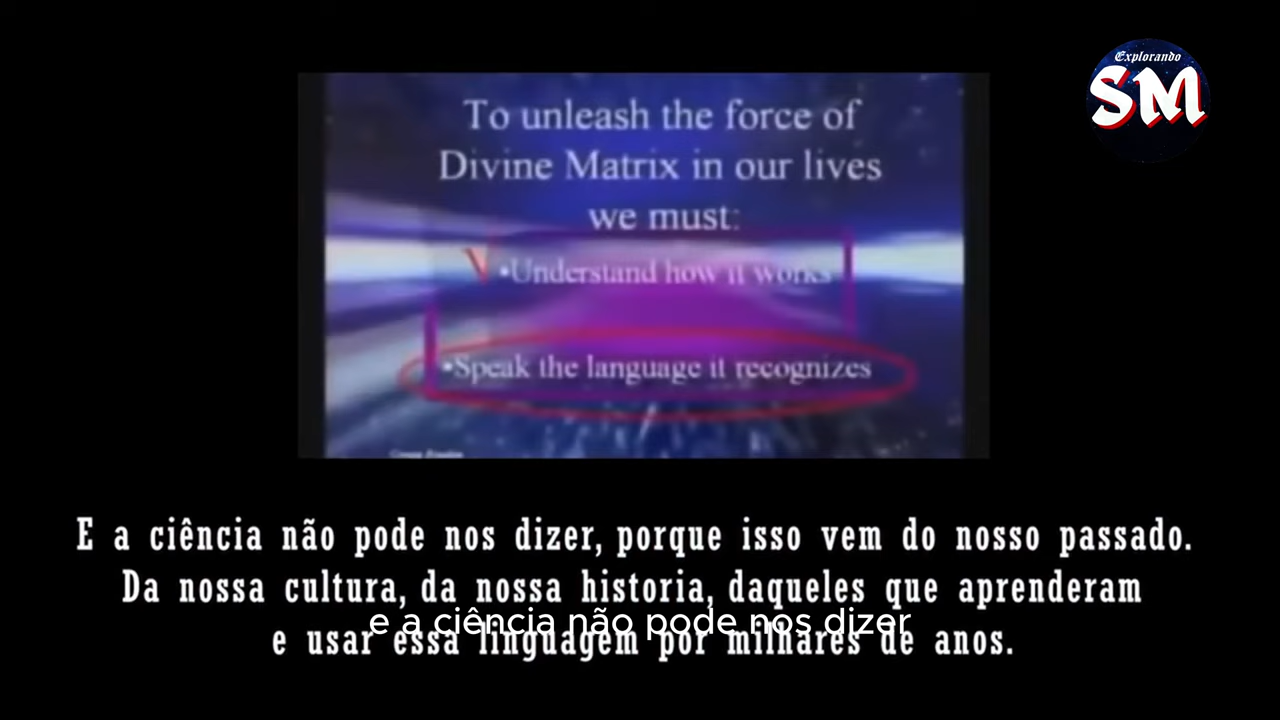 Explorando
SM
To unleash the force of
Divine Matrix in our lives
we must:
•Understand how it works
•Speak the language it recognizes
E a ciência não pode nos dizer, porque isso vem do nosso passado.
Da nossa cultura, da nossa historia, daqueles que aprenderam
e usar essa linguagem por milhares de anos.
e a ciência não pode nos dizer